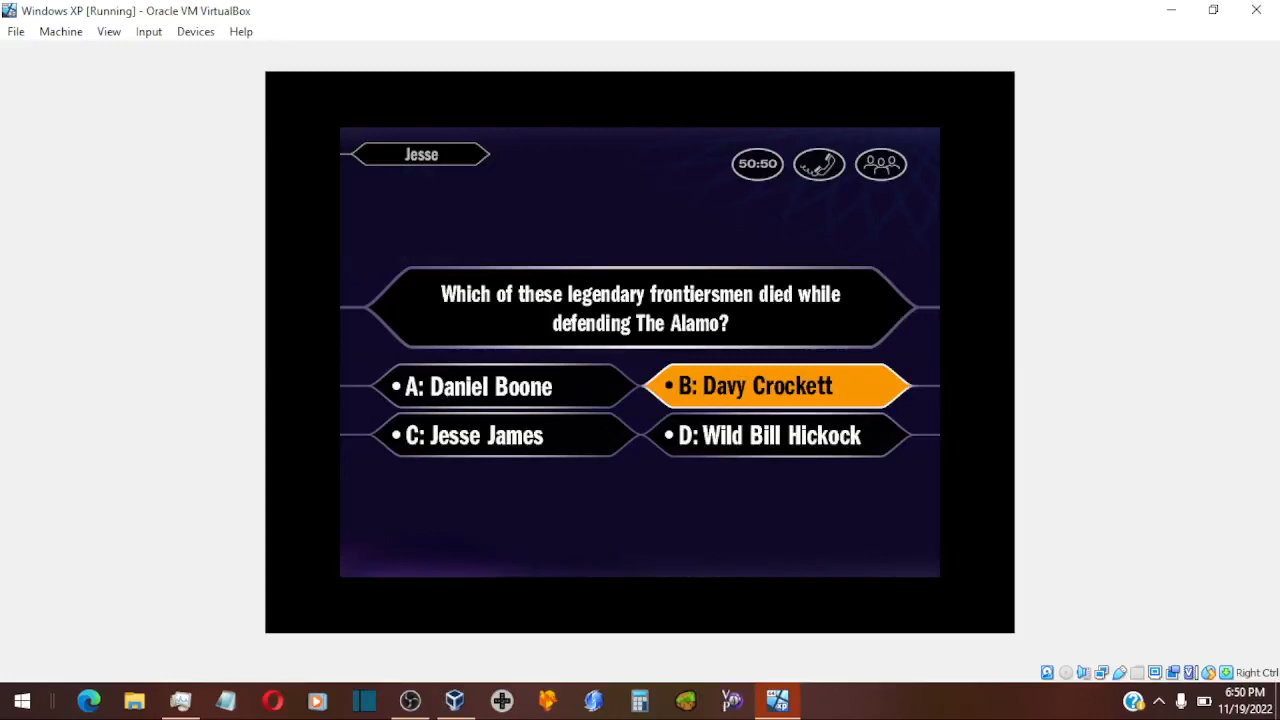 Windows XP [Running] - Oracle VM VirtualBox
File Machine View Input Devices Help
Jesse
50:50
Which of these legendary frontiersmen died while
defending The Alamo?
• A: Daniel Boone
• B: Davy Crockett
• C: Jesse James
• D: Wild Bill Hickock
Right Ctrl
6:50 PM
11/19/2022